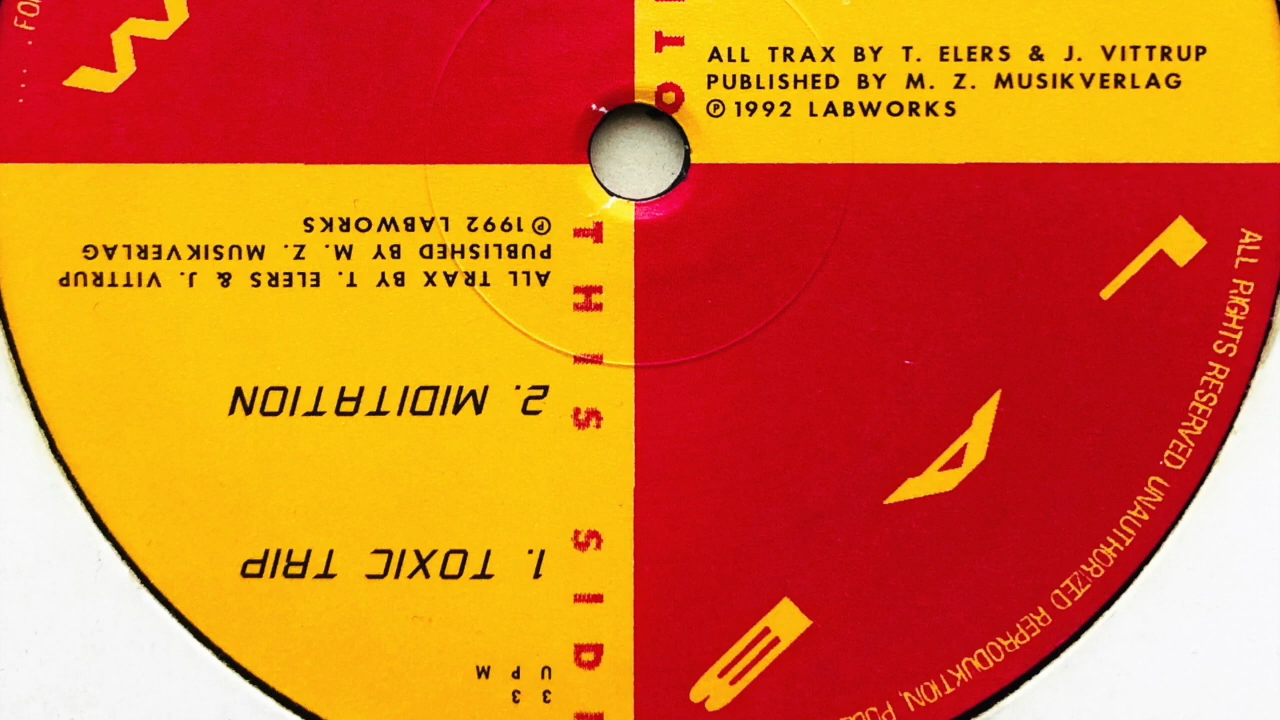 ALL TRAX BY T. ELERS & J. VITTRUP
PUBLISHED BY M. Z. MUSIKVERLAG
℗ 1992 LABWORKS
THIS SIDE
33
UPM
1. TOXIC TRIP
2. MIDITATION
ALL TRAX BY T. ELERS & J. VITTRUP
PUBLISHED BY M. Z. MUSIKVERLAG
℗ 1992 LABWORKS
L A B W
ALL RIGHTS RESERVED. UNAUTHORIZED REPRODUKTION,